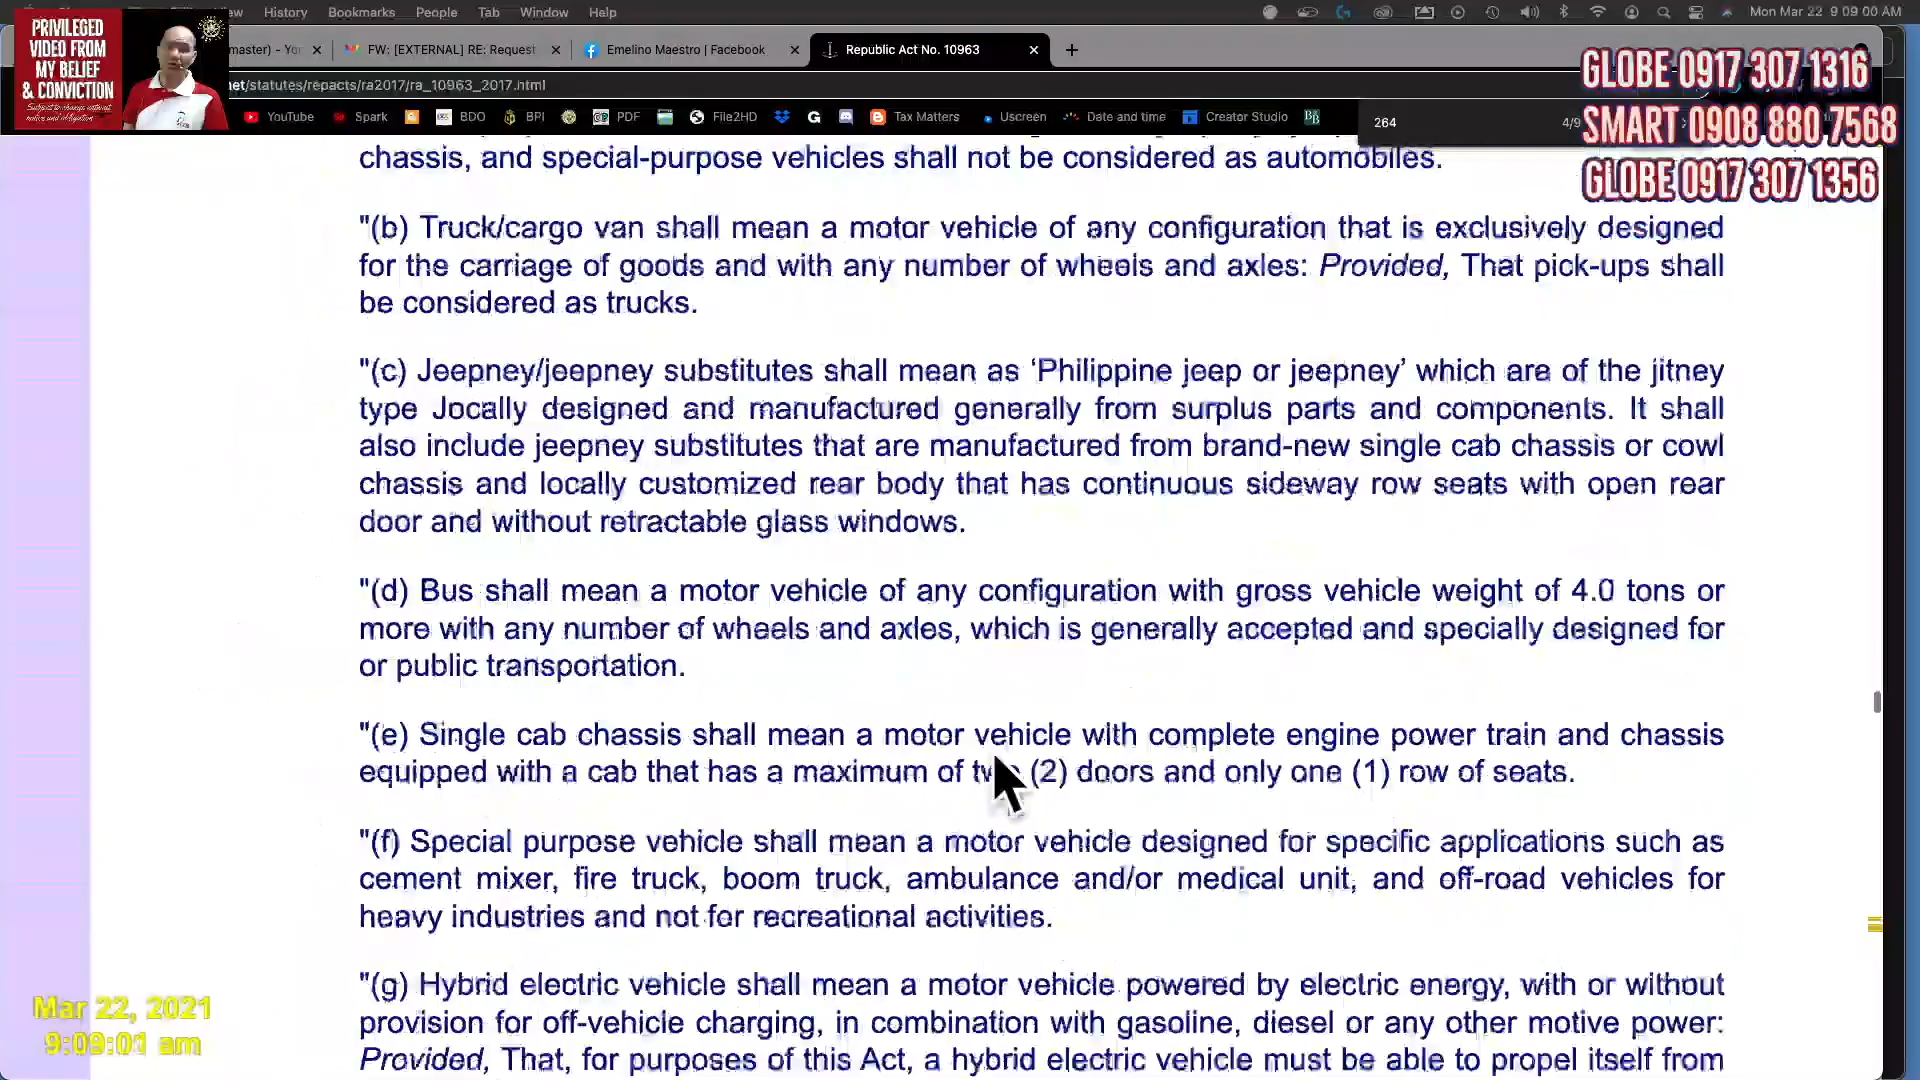 History Bookmarks People Tab Window Help Mon Mar 22 9 09 00 AM
PRIVILEGED
VIDEO FROM
MY BELIEF
& CONVICTION
master) - Yor × FW: [EXTERNAL] RE: Request × Emelino Maestro | Facebook × Republic Act No. 10963 × +
net/statutes/repacts/ra2017/ra_10963_2017.html
YouTube Spark BDO BPI PDF File2HD Tax Matters Uscreen Date and time Creator Studio
264 4/9
GLOBE 0917 307 1316
SMART 0908 880 7568
GLOBE 0917 307 1356
chassis, and special-purpose vehicles shall not be considered as automobiles.
"(b) Truck/cargo van shall mean a motor vehicle of any configuration that is exclusively designed
for the carriage of goods and with any number of wheels and axles: Provided, That pick-ups shall
be considered as trucks.
"(c) Jeepney/jeepney substitutes shall mean as ‘Philippine jeep or jeepney’ which are of the jitney
type Jocally designed and manufactured generally from surplus parts and components. It shall
also include jeepney substitutes that are manufactured from brand-new single cab chassis or cowl
chassis and locally customized rear body that has continuous sideway row seats with open rear
door and without retractable glass windows.
"(d) Bus shall mean a motor vehicle of any configuration with gross vehicle weight of 4.0 tons or
more with any number of wheels and axles, which is generally accepted and specially designed for
or public transportation.
"(e) Single cab chassis shall mean a motor vehicle with complete engine power train and chassis
equipped with a cab that has a maximum of two (2) doors and only one (1) row of seats.
"(f) Special purpose vehicle shall mean a motor vehicle designed for specific applications such as
cement mixer, fire truck, boom truck, ambulance and/or medical unit, and off-road vehicles for
heavy industries and not for recreational activities.
"(g) Hybrid electric vehicle shall mean a motor vehicle powered by electric energy, with or without
provision for off-vehicle charging, in combination with gasoline, diesel or any other motive power:
Provided, That, for purposes of this Act, a hybrid electric vehicle must be able to propel itself from
Mar 22, 2021
9:09:01 am